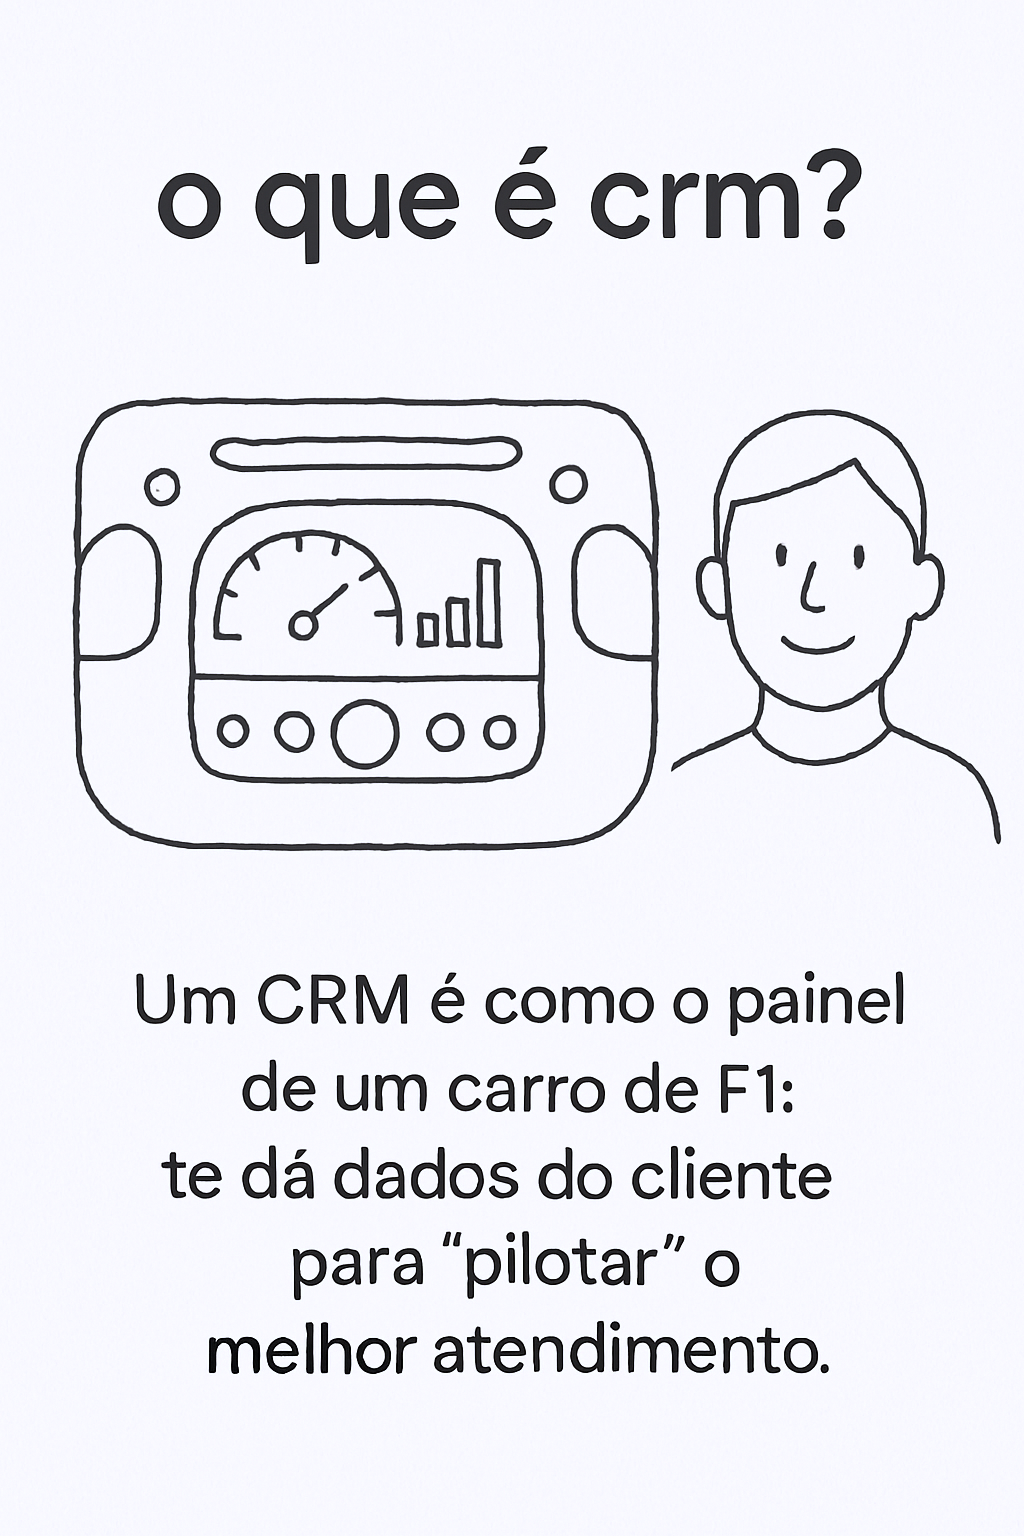 o que é crm?
Um CRM é como o painel
de um carro de F1:
te dá dados do cliente
para “pilotar” o
melhor atendimento.